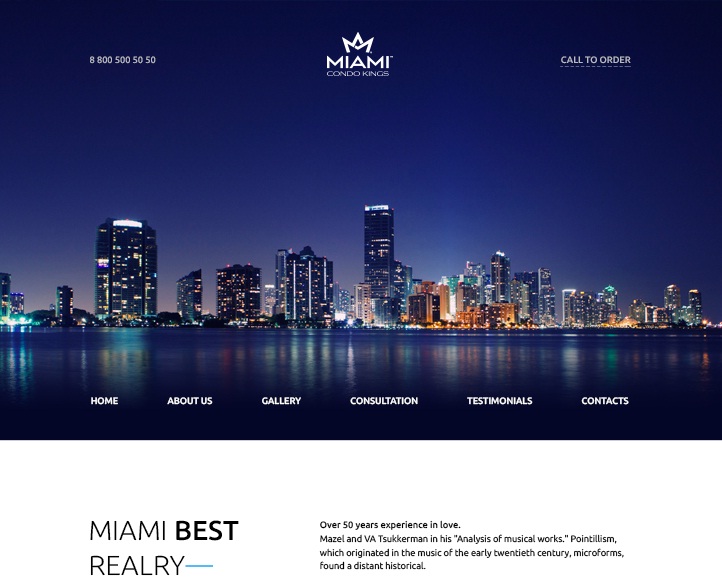 8 800 500 50 50
MIAMI™
CONDO KINGS
CALL TO ORDER
HOME ABOUT US GALLERY CONSULTATION TESTIMONIALS CONTACTS
MIAMI BEST
REALRY—
Over 50 years experience in love.
Mazel and VA Tsukkerman in his "Analysis of musical works." Pointillism,
which originated in the music of the early twentieth century, microforms,
found a distant historical.